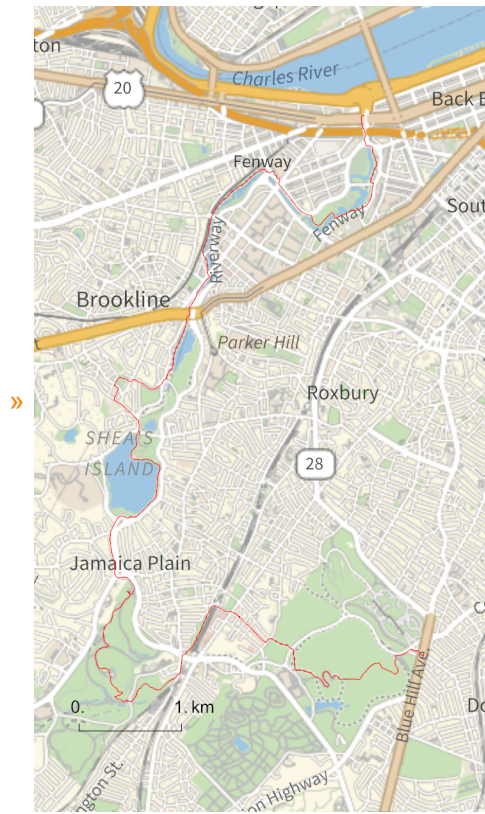 ton
Charles River
20
Back E
Fenway
Fenway
Sout
Riverway
Brookline
Parker Hill
»
Roxbury
SHEA'S
ISLAND
28
Jamaica Plain
Blue Hill Ave
Do
0.
1. km
ngton St.
on Highway